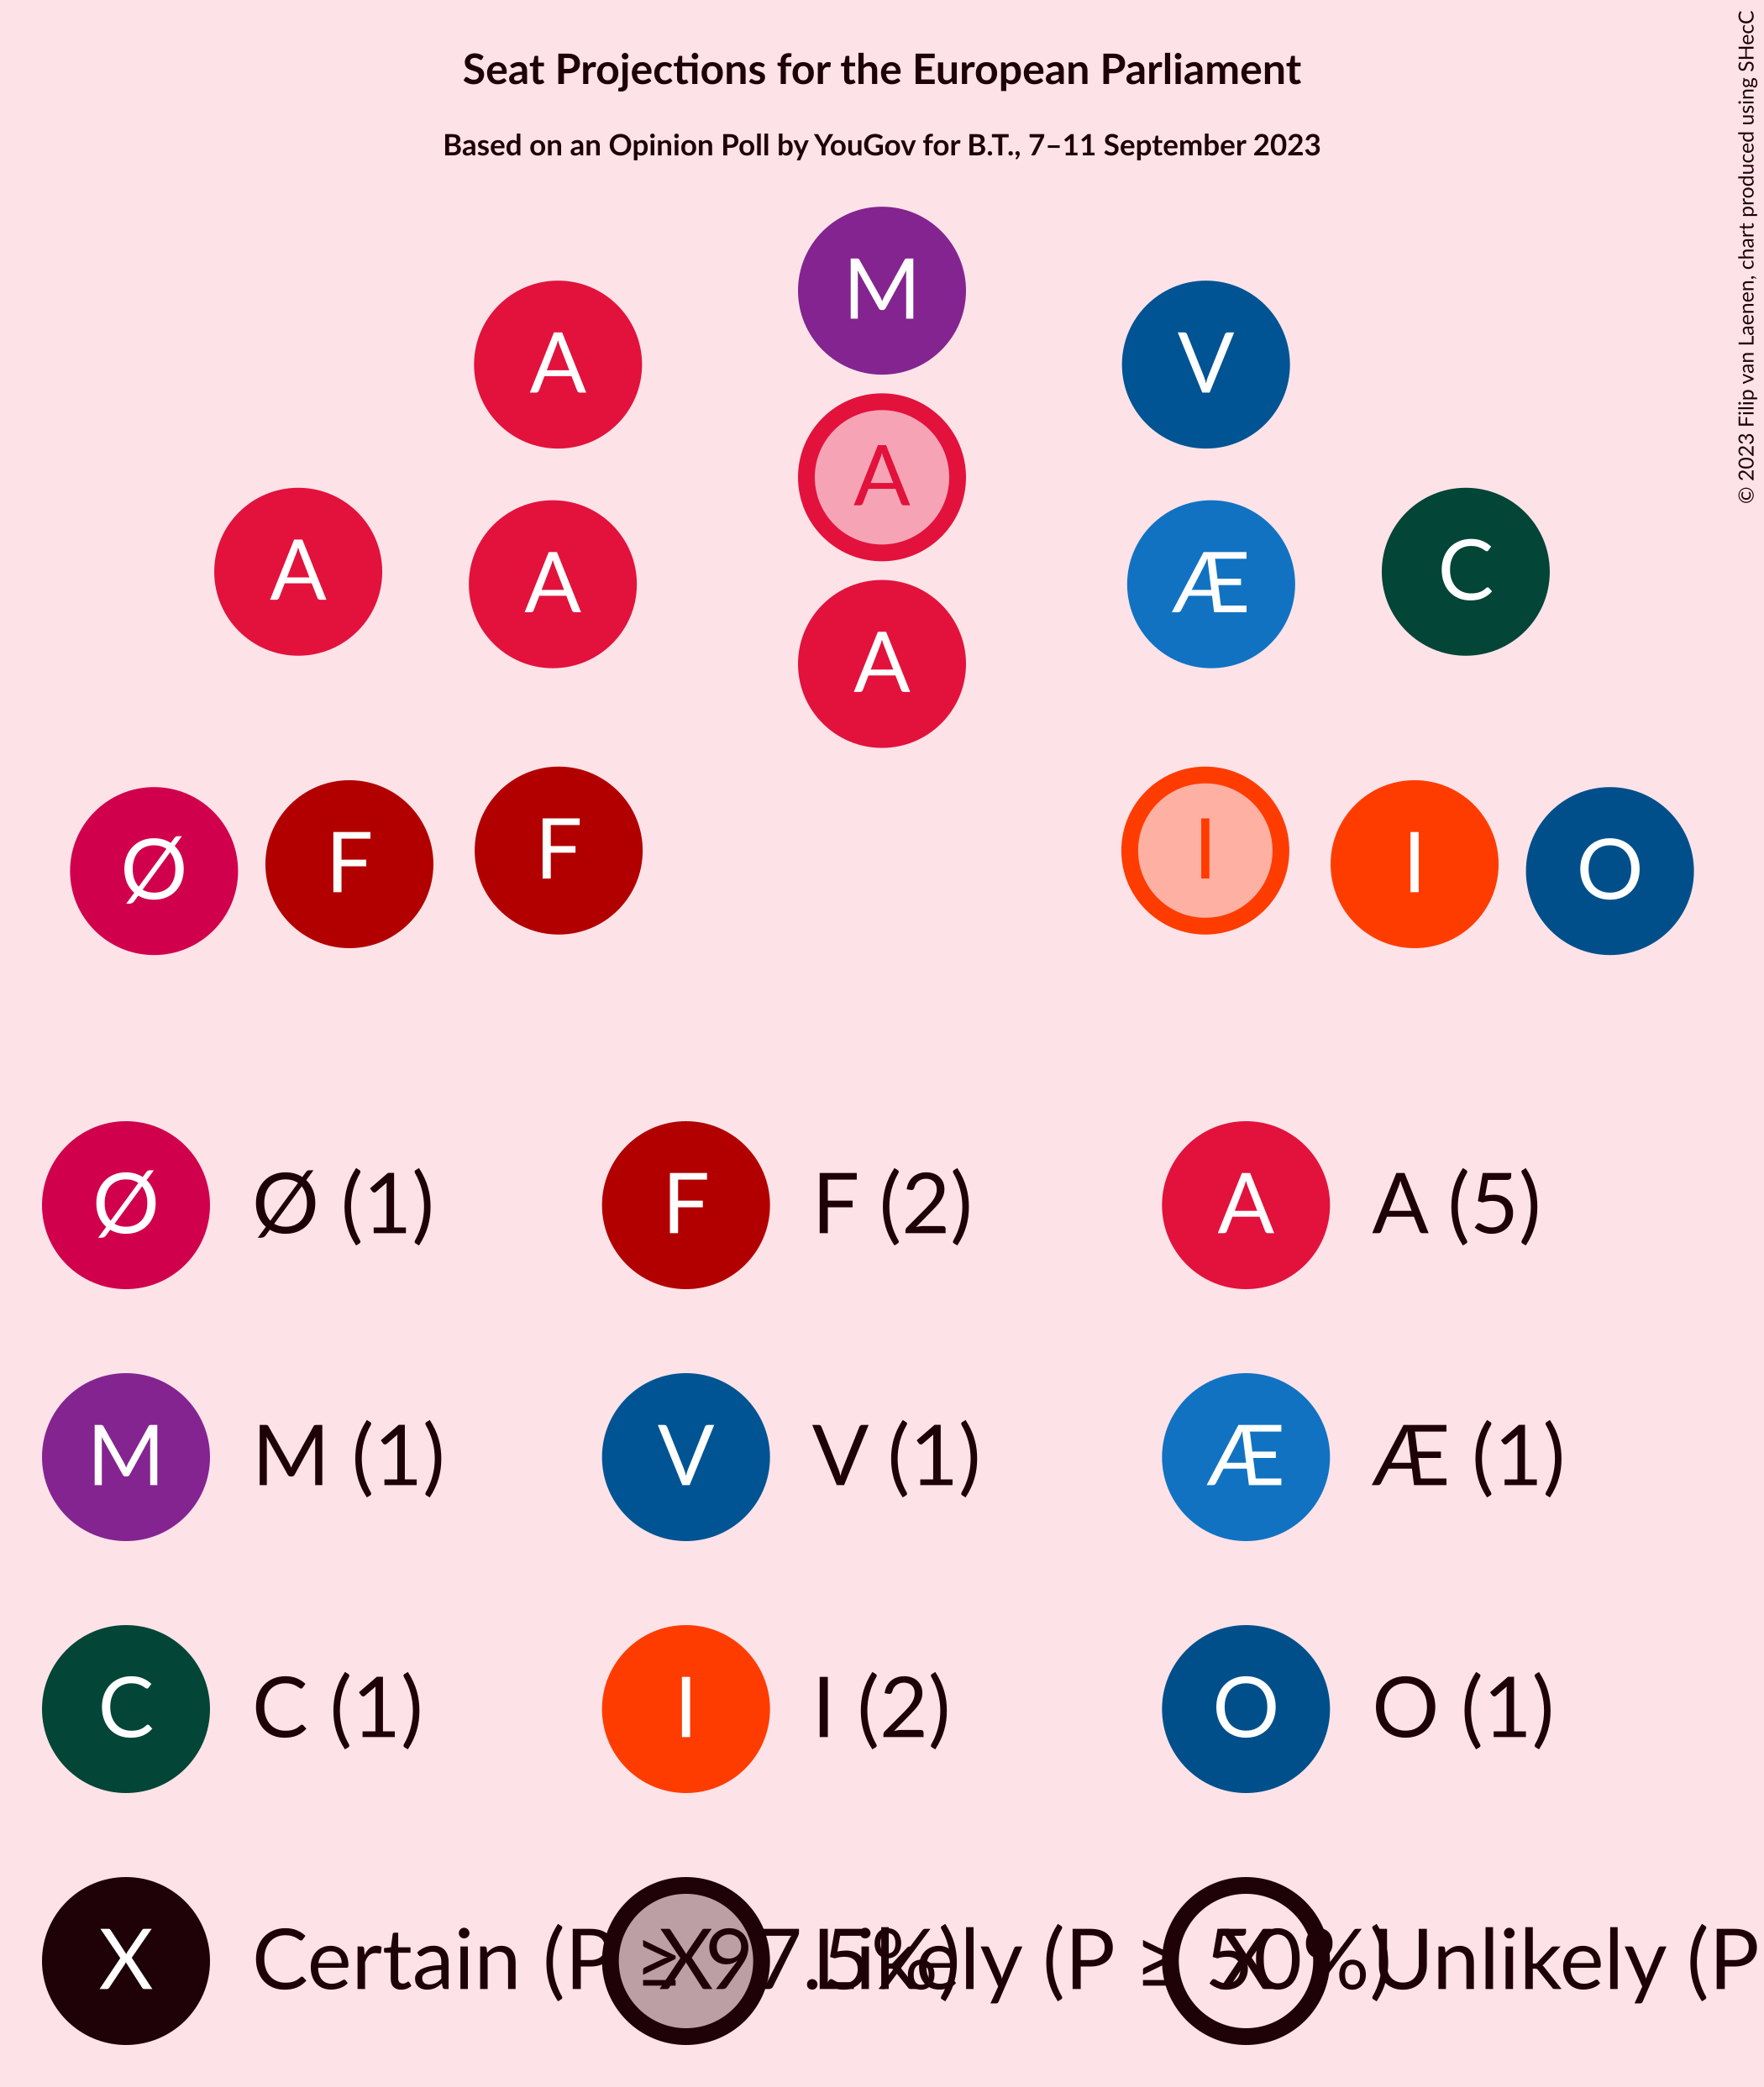 Seat Projections for the European Parliament
Based on an Opinion Poll by YouGov for B.T., 7–11 September 2023
© 2023 Filip van Laenen, chart produced using SHecC
M
A
V
A
A
A
Æ
C
A
Ø
F
F
I
I
O
Ø Ø (1) F F (2) A A (5)
M M (1) V V (1) Æ Æ (1)
C C (1) I I (2) O O (1)
X Certain (P ≥ 97.5%) X Likely (P ≥ 50%) X Unlikely (P